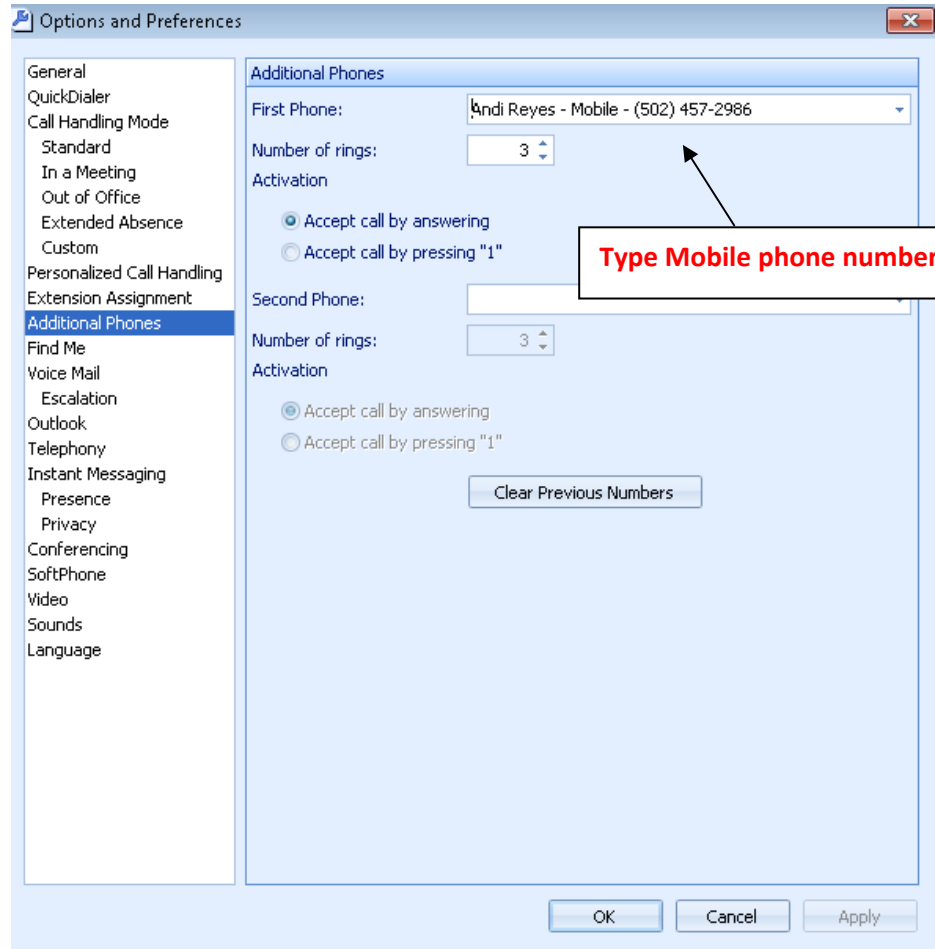 Options and Preferences
General
QuickDialer
Call Handling Mode
Standard
In a Meeting
Out of Office
Extended Absence
Custom
Personalized Call Handling
Extension Assignment
Additional Phones
Find Me
Voice Mail
Escalation
Outlook
Telephony
Instant Messaging
Presence
Privacy
Conferencing
SoftPhone
Video
Sounds
Language
Additional Phones
First Phone: Andi Reyes - Mobile - (502) 457-2986
Number of rings: 3
Activation
Accept call by answering
Accept call by pressing "1"
Type Mobile phone number
Second Phone:
Number of rings: 3
Activation
Accept call by answering
Accept call by pressing "1"
Clear Previous Numbers
OK Cancel Apply